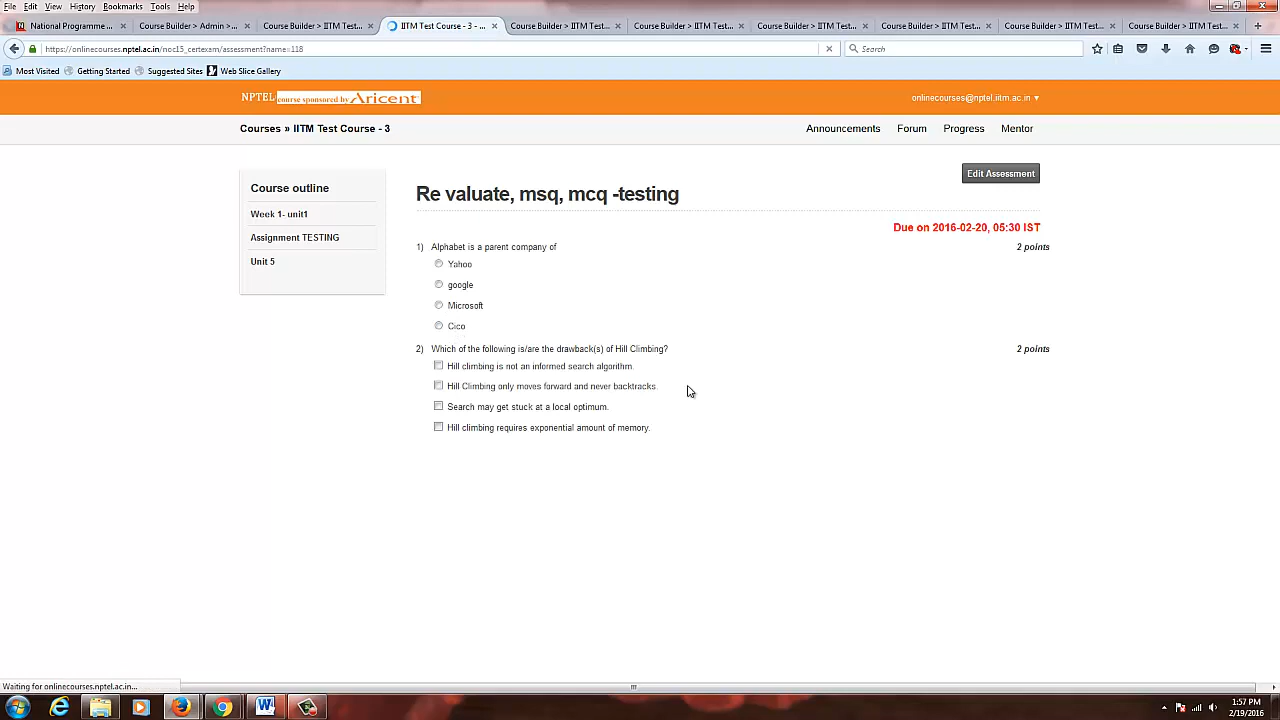 File Edit View History Bookmarks Tools Help
National Programme ... Course Builder > Admin >... Course Builder > IITM Test... IITM Test Course - 3 - ... Course Builder > IITM Test... Course Builder > IITM Test... Course Builder > IITM Test... Course Builder > IITM Test... Course Builder > IITM Test... Course Builder > IITM Test...
https://onlinecourses.nptel.ac.in/noc15_certexam/assessment?name=118 Search
Most Visited Getting Started Suggested Sites Web Slice Gallery
NPTEL course sponsored by Aricent onlinecourses@nptel.iitm.ac.in ▼
Courses » IITM Test Course - 3 Announcements Forum Progress Mentor
Edit Assessment
Course outline
Week 1- unit1
Assignment TESTING
Unit 5
Re valuate, msq, mcq -testing
Due on 2016-02-20, 05:30 IST
1) Alphabet is a parent company of 2 points
Yahoo
google
Microsoft
Cico
2) Which of the following is/are the drawback(s) of Hill Climbing? 2 points
Hill climbing is not an informed search algorithm.
Hill Climbing only moves forward and never backtracks.
Search may get stuck at a local optimum.
Hill climbing requires exponential amount of memory.
Waiting for onlinecourses.nptel.ac.in...
1:57 PM
2/19/2016